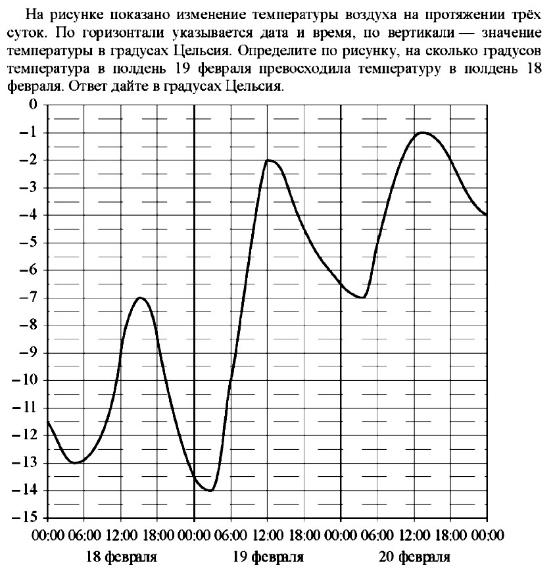 На рисунке показано изменение температуры воздуха на протяжении трёх
суток. По горизонтали указывается дата и время, по вертикали — значение
температуры в градусах Цельсия. Определите по рисунку, на сколько градусов
температура в полдень 19 февраля превосходила температуру в полдень 18
февраля. Ответ дайте в градусах Цельсия.
0
−1
−2
−3
−4
−5
−6
−7
−8
−9
−10
−11
−12
−13
−14
−15
00:00 06:00 12:00 18:00 00:00 06:00 12:00 18:00 00:00 06:00 12:00 18:00 00:00
18 февраля 19 февраля 20 февраля